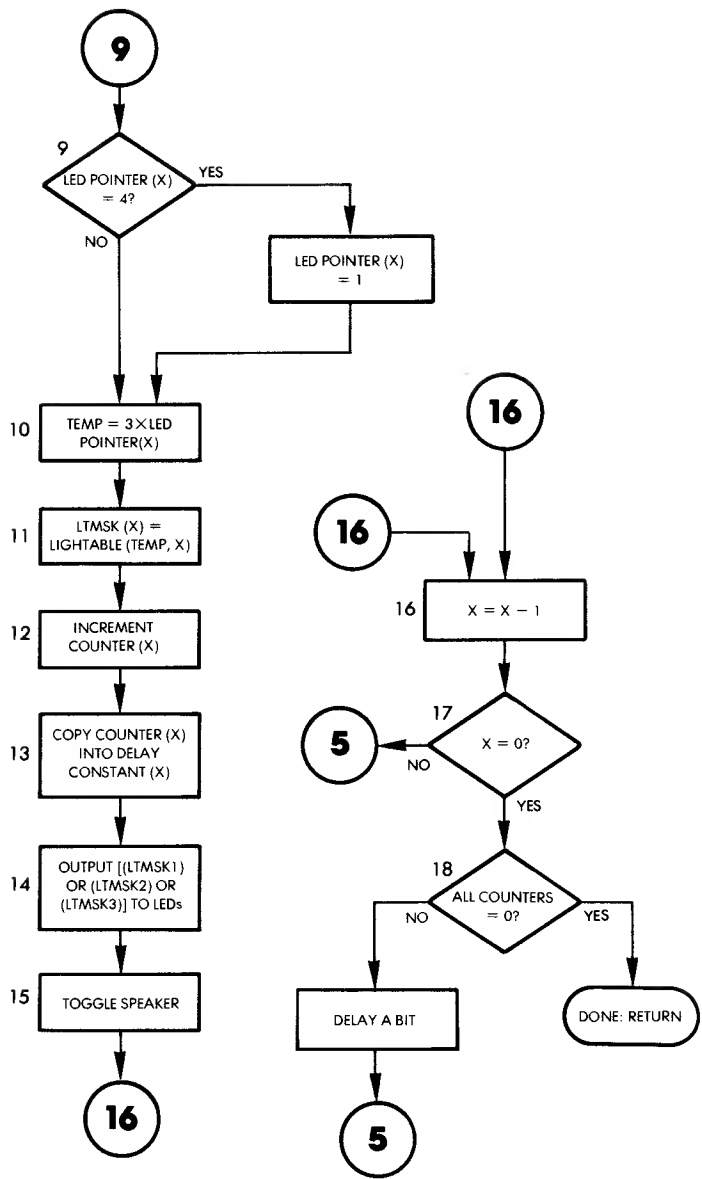 9
9
LED POINTER (X)
= 4?
YES
NO
LED POINTER (X)
= 1
10
TEMP = 3×LED
POINTER(X)
11
LTMSK (X) =
LIGHTABLE (TEMP, X)
12
INCREMENT
COUNTER (X)
13
COPY COUNTER (X)
INTO DELAY
CONSTANT (X)
14
OUTPUT [(LTMSK1)
OR (LTMSK2) OR
(LTMSK3)] TO LEDs
15
TOGGLE SPEAKER
16
16
16
16
X = X − 1
17
X = 0?
NO
5
YES
18
ALL COUNTERS
= 0?
NO
YES
DELAY A BIT
DONE: RETURN
5